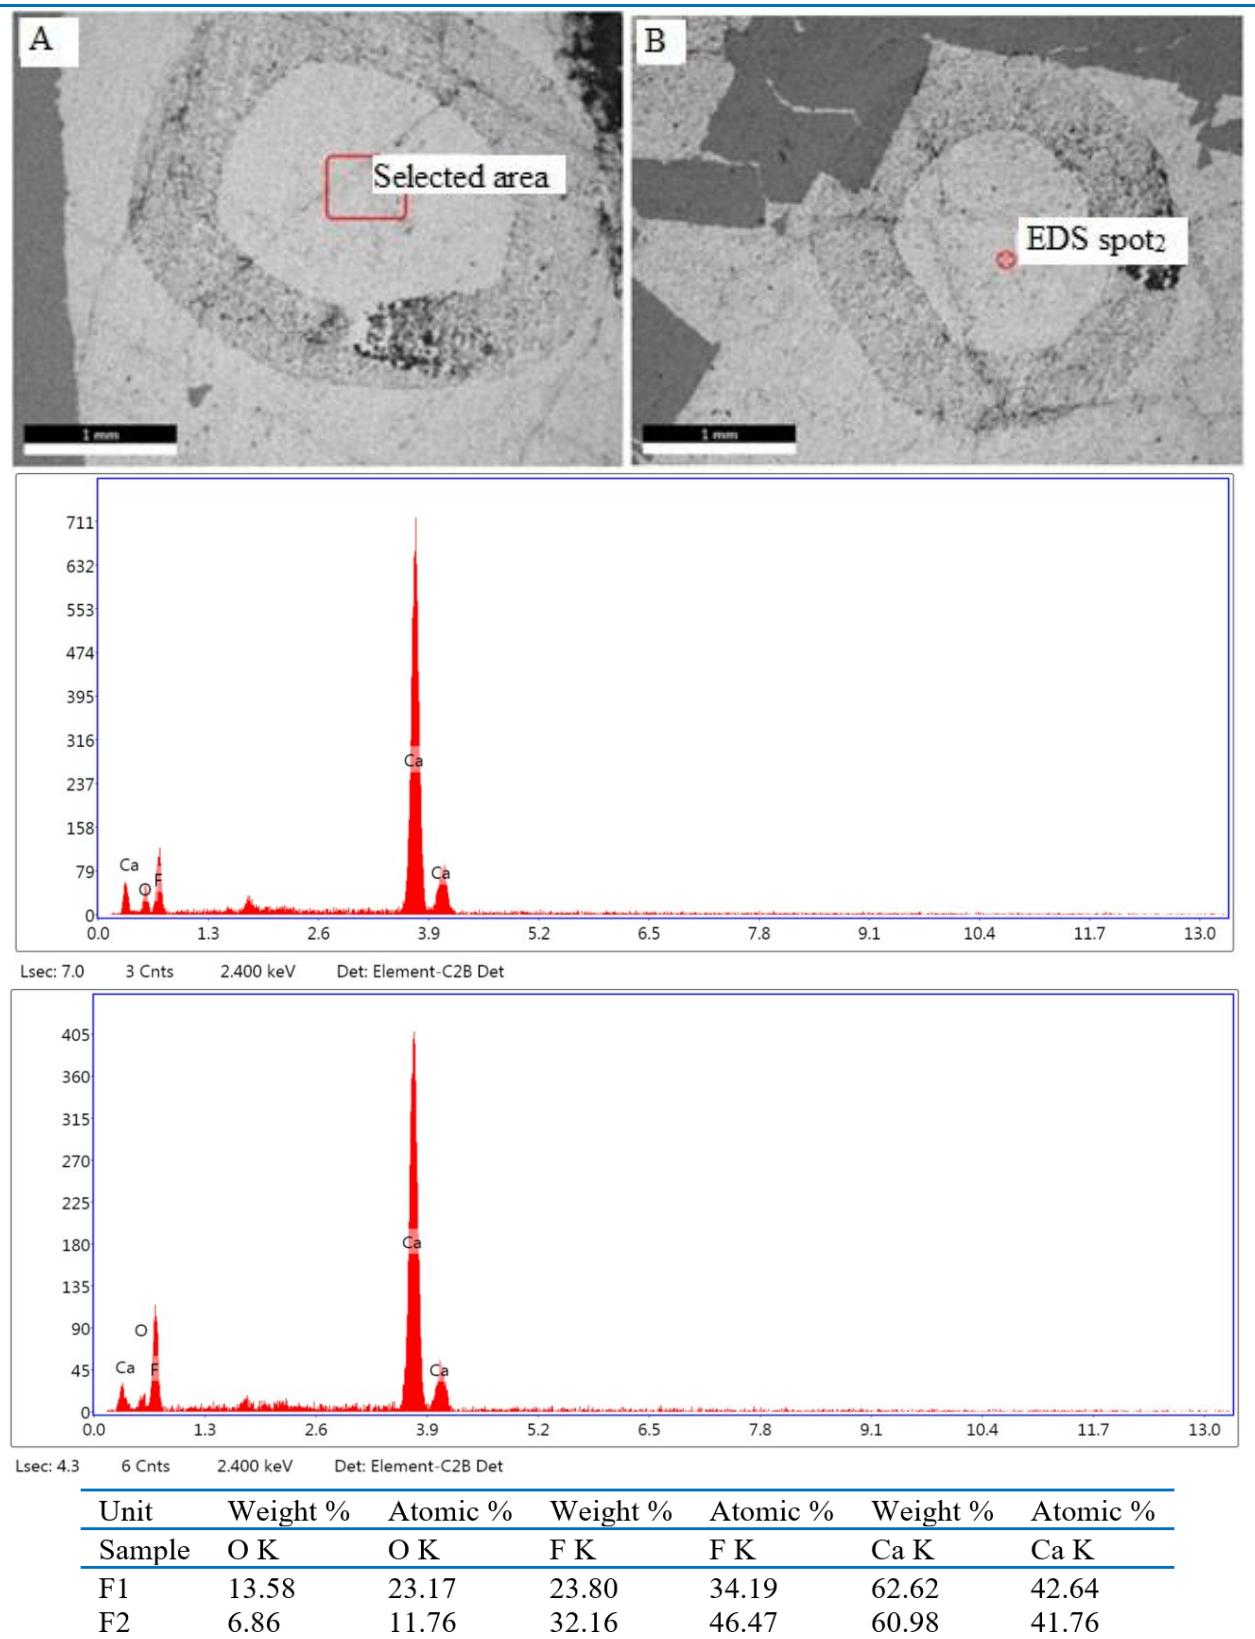 A
B
Selected area
EDS spot2
1 mm
1 mm
711
632
553
474
395
316
237
158
79
0
Ca
O
F
Ca
Ca
0.0 1.3 2.6 3.9 5.2 6.5 7.8 9.1 10.4 11.7 13.0
Lsec: 7.0 3 Cnts 2.400 keV Det: Element-C2B Det
405
360
315
270
225
180
135
90
45
0
Ca
O
F
Ca
Ca
0.0 1.3 2.6 3.9 5.2 6.5 7.8 9.1 10.4 11.7 13.0
Lsec: 4.3 6 Cnts 2.400 keV Det: Element-C2B Det
Unit Weight % Atomic % Weight % Atomic % Weight % Atomic %
Sample O K O K F K F K Ca K Ca K
F1 13.58 23.17 23.80 34.19 62.62 42.64
F2 6.86 11.76 32.16 46.47 60.98 41.76